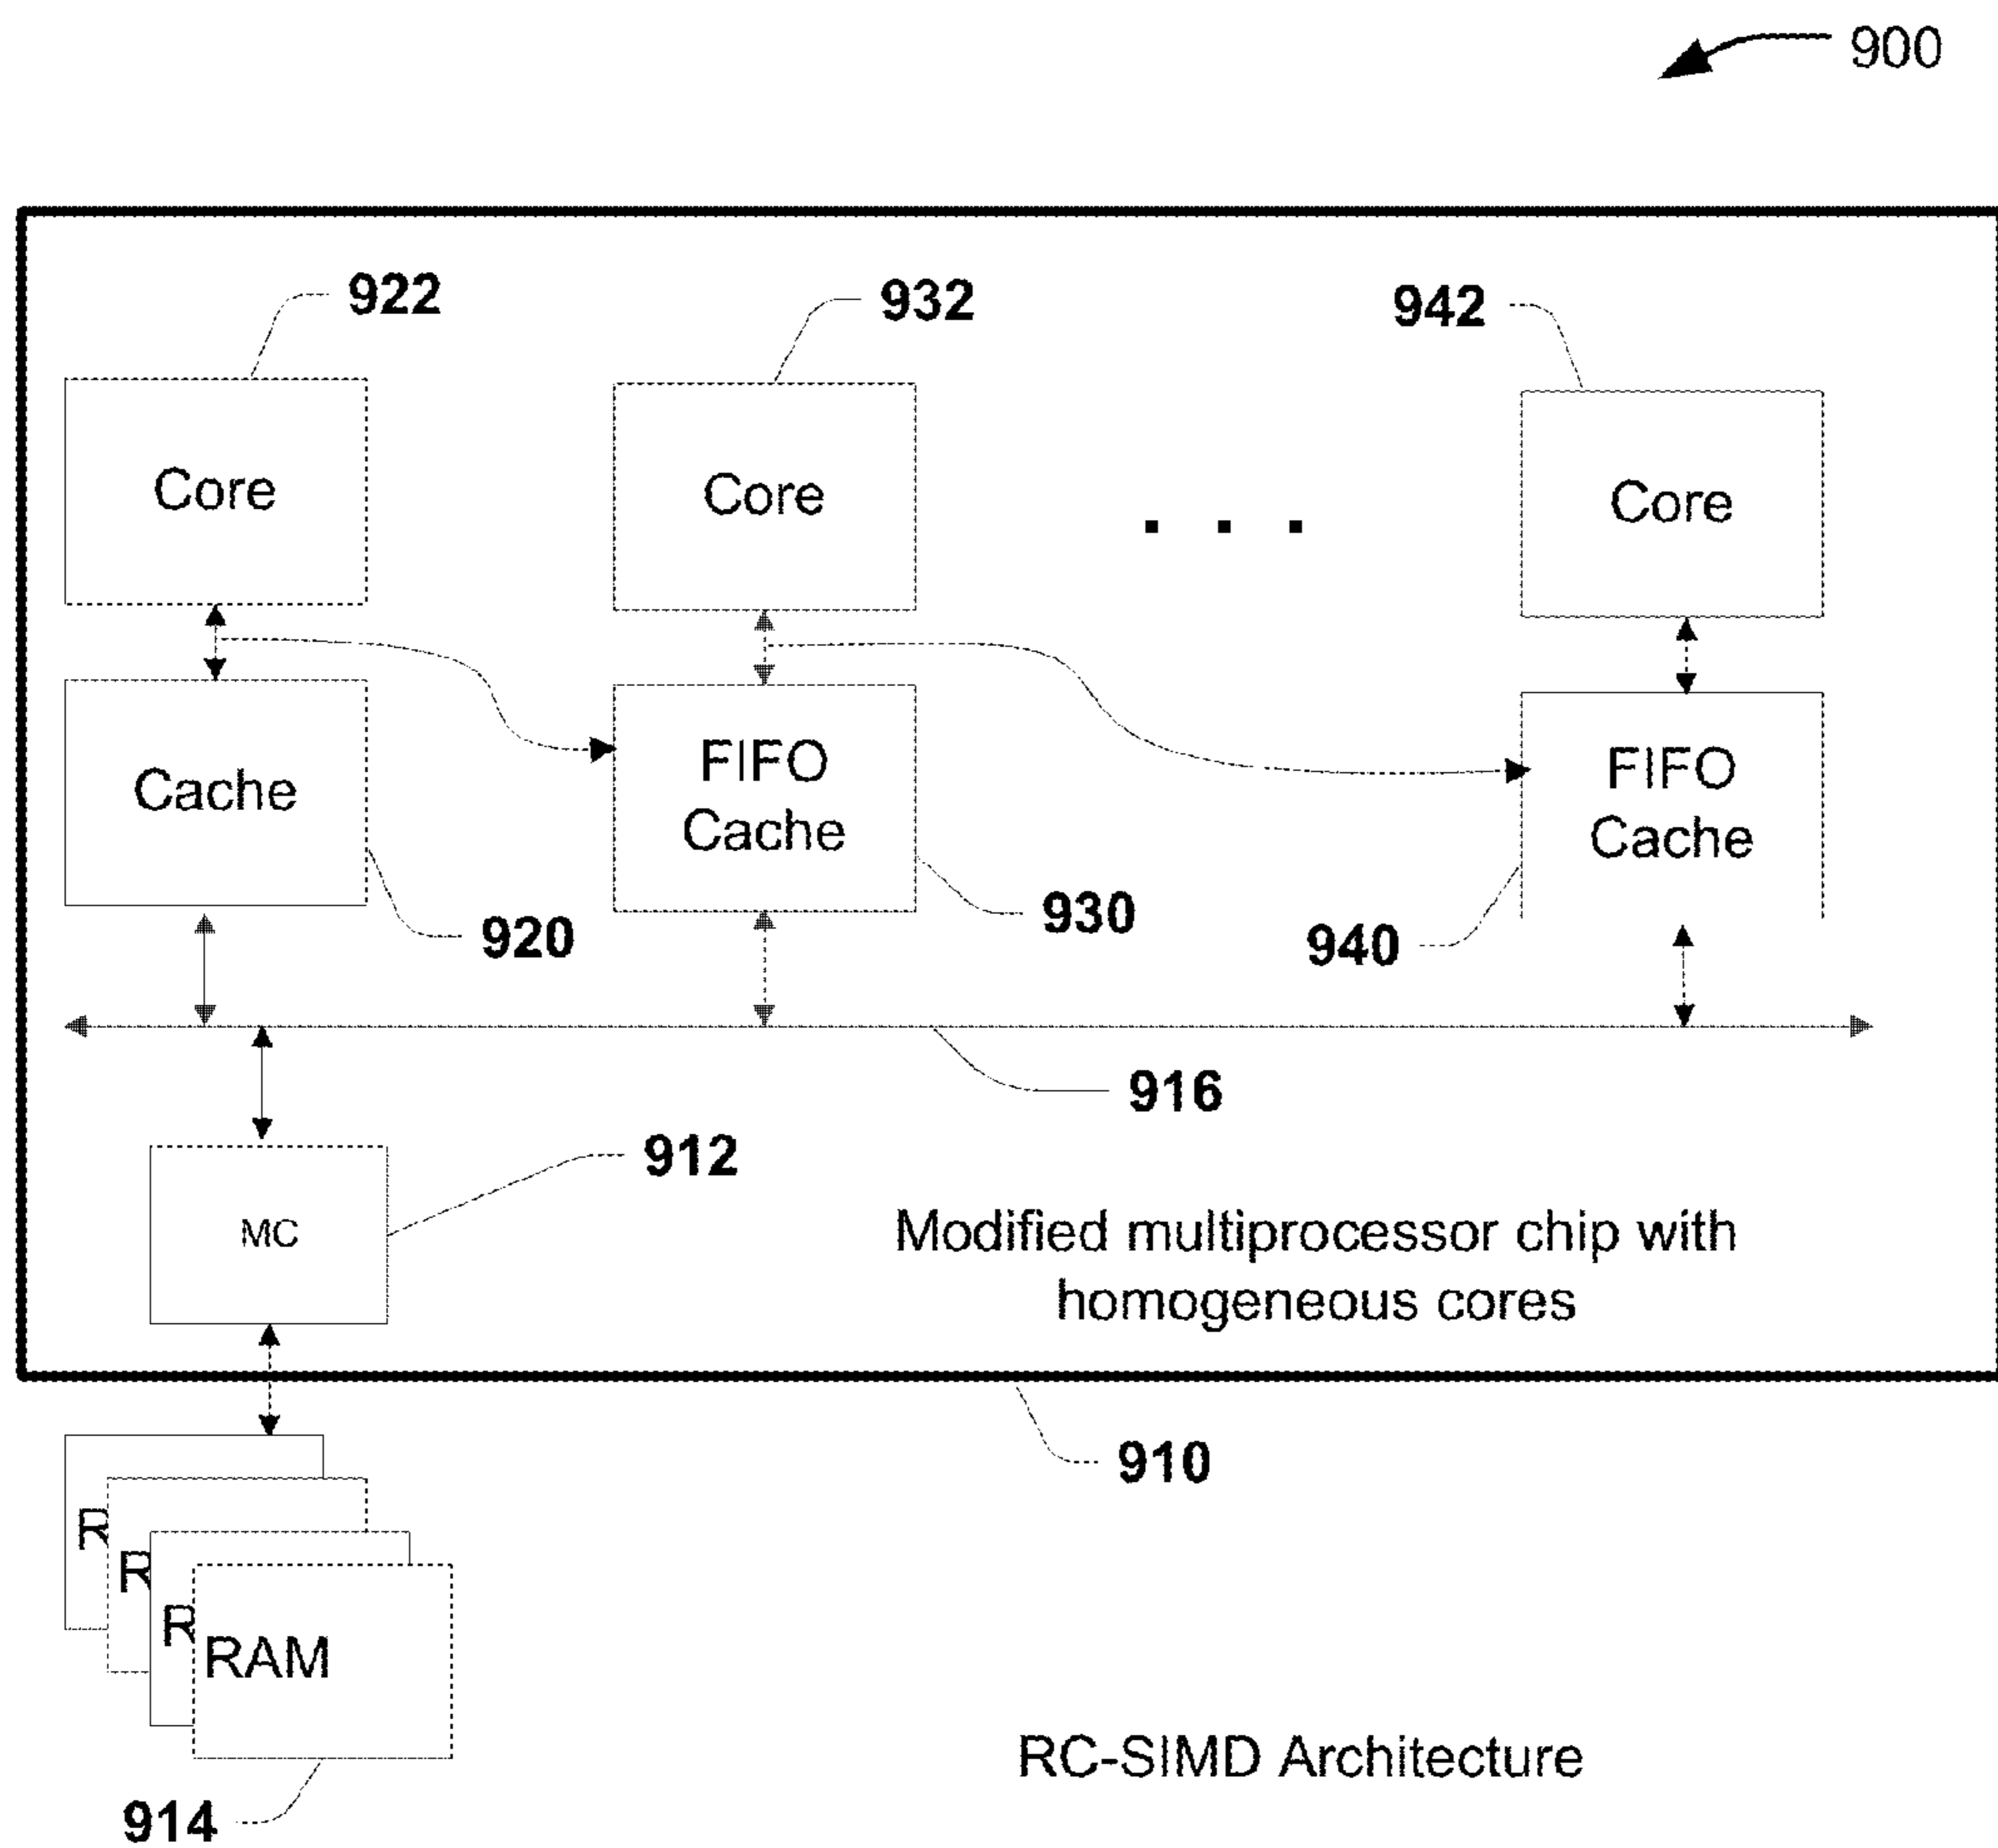 900
922
932
942
Core
Core
. . .
Core
Cache
FIFO
Cache
FIFO
Cache
920
930
940
916
912
MC
Modified multiprocessor chip with
homogeneous cores
910
R
R
R
RAM
RC-SIMD Architecture
914